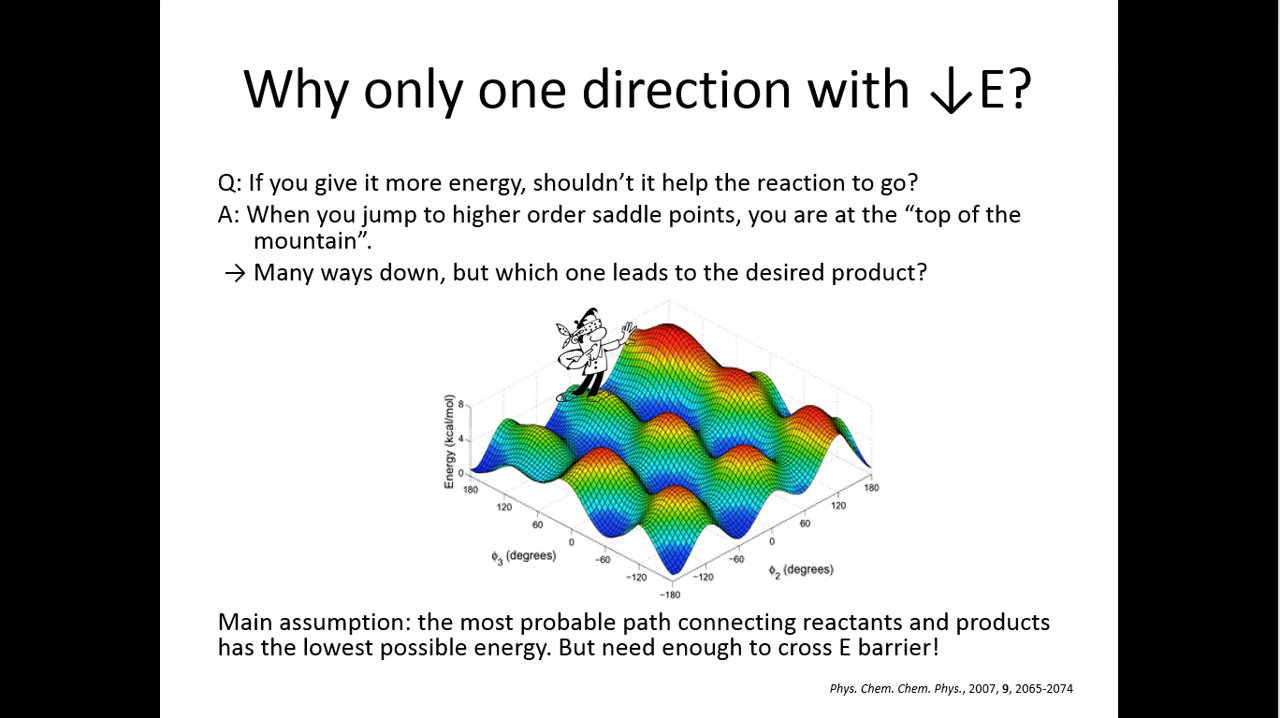 Why only one direction with ↓E?
Q: If you give it more energy, shouldn’t it help the reaction to go?
A: When you jump to higher order saddle points, you are at the “top of the
mountain”.
→ Many ways down, but which one leads to the desired product?
Energy (kcal/mol)
8
4
0
180
120
60
0
−60
−120
−180
−120
−60
0
60
120
180
ϕ3 (degrees)
ϕ2 (degrees)
Main assumption: the most probable path connecting reactants and products
has the lowest possible energy. But need enough to cross E barrier!
Phys. Chem. Chem. Phys., 2007, 9, 2065-2074